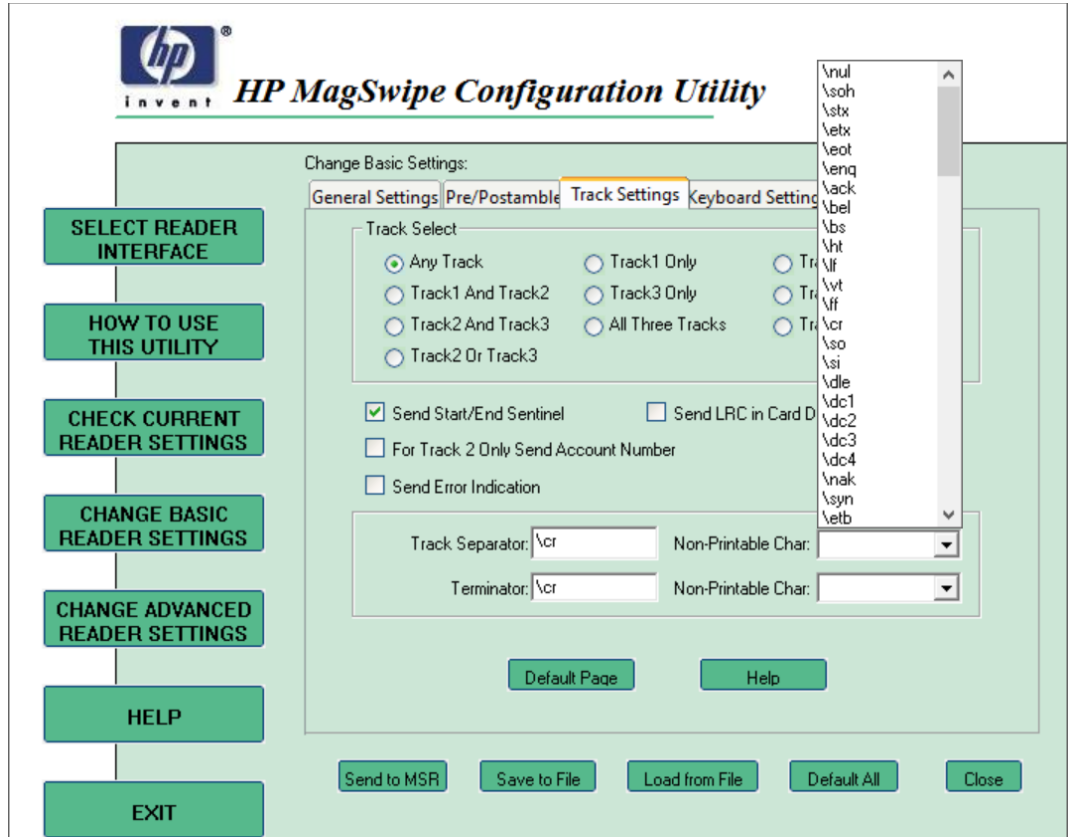 hp
®
invent
HP MagSwipe Configuration Utility
Change Basic Settings:
General Settings
Pre/Postamble
Track Settings
Keyboard Setting
SELECT READER
INTERFACE
HOW TO USE
THIS UTILITY
CHECK CURRENT
READER SETTINGS
CHANGE BASIC
READER SETTINGS
CHANGE ADVANCED
READER SETTINGS
HELP
EXIT
Track Select
Any Track
Track1 Only
Track1 And Track2
Track3 Only
Track2 And Track3
All Three Tracks
Track2 Or Track3
Send Start/End Sentinel
Send LRC in Card D
For Track 2 Only Send Account Number
Send Error Indication
\nul
\soh
\stx
\etx
\eot
\enq
\ack
\bel
\bs
\ht
\lf
\vt
\ff
\cr
\so
\si
\dle
\dc1
\dc2
\dc3
\dc4
\nak
\syn
\etb
Track Separator: \cr
Non-Printable Char:
Terminator: \cr
Non-Printable Char:
Default Page
Help
Send to MSR
Save to File
Load from File
Default All
Close